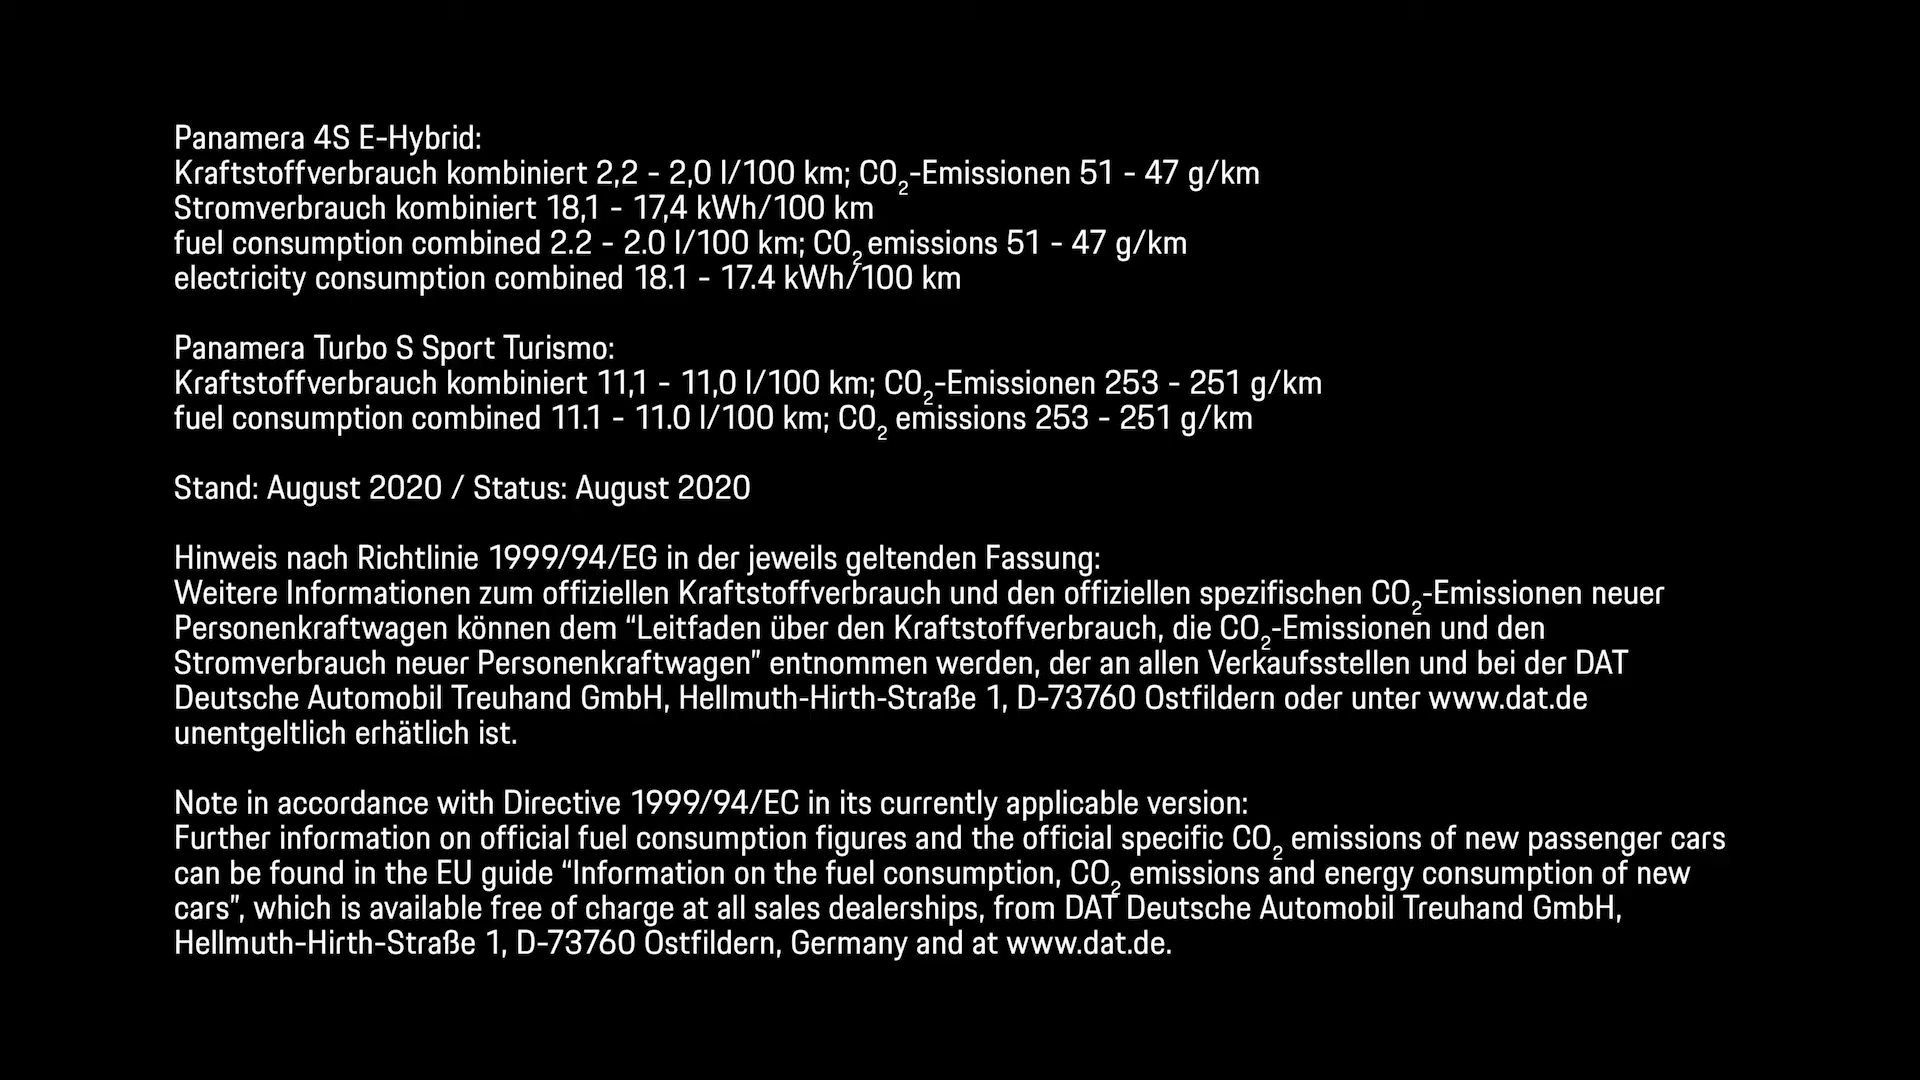 Panamera 4S E-Hybrid:
Kraftstoffverbrauch kombiniert 2,2 - 2,0 l/100 km; CO₂-Emissionen 51 - 47 g/km
Stromverbrauch kombiniert 18,1 - 17,4 kWh/100 km
fuel consumption combined 2.2 - 2.0 l/100 km; CO₂ emissions 51 - 47 g/km
electricity consumption combined 18.1 - 17.4 kWh/100 km
Panamera Turbo S Sport Turismo:
Kraftstoffverbrauch kombiniert 11,1 - 11,0 l/100 km; CO₂-Emissionen 253 - 251 g/km
fuel consumption combined 11.1 - 11.0 l/100 km; CO₂ emissions 253 - 251 g/km
Stand: August 2020 / Status: August 2020
Hinweis nach Richtlinie 1999/94/EG in der jeweils geltenden Fassung:
Weitere Informationen zum offiziellen Kraftstoffverbrauch und den offiziellen spezifischen CO₂-Emissionen neuer
Personenkraftwagen können dem “Leitfaden über den Kraftstoffverbrauch, die CO₂-Emissionen und den
Stromverbrauch neuer Personenkraftwagen” entnommen werden, der an allen Verkaufsstellen und bei der DAT
Deutsche Automobil Treuhand GmbH, Hellmuth-Hirth-Straße 1, D-73760 Ostfildern oder unter www.dat.de
unentgeltlich erhätlich ist.
Note in accordance with Directive 1999/94/EC in its currently applicable version:
Further information on official fuel consumption figures and the official specific CO₂ emissions of new passenger cars
can be found in the EU guide “Information on the fuel consumption, CO₂ emissions and energy consumption of new
cars”, which is available free of charge at all sales dealerships, from DAT Deutsche Automobil Treuhand GmbH,
Hellmuth-Hirth-Straße 1, D-73760 Ostfildern, Germany and at www.dat.de.